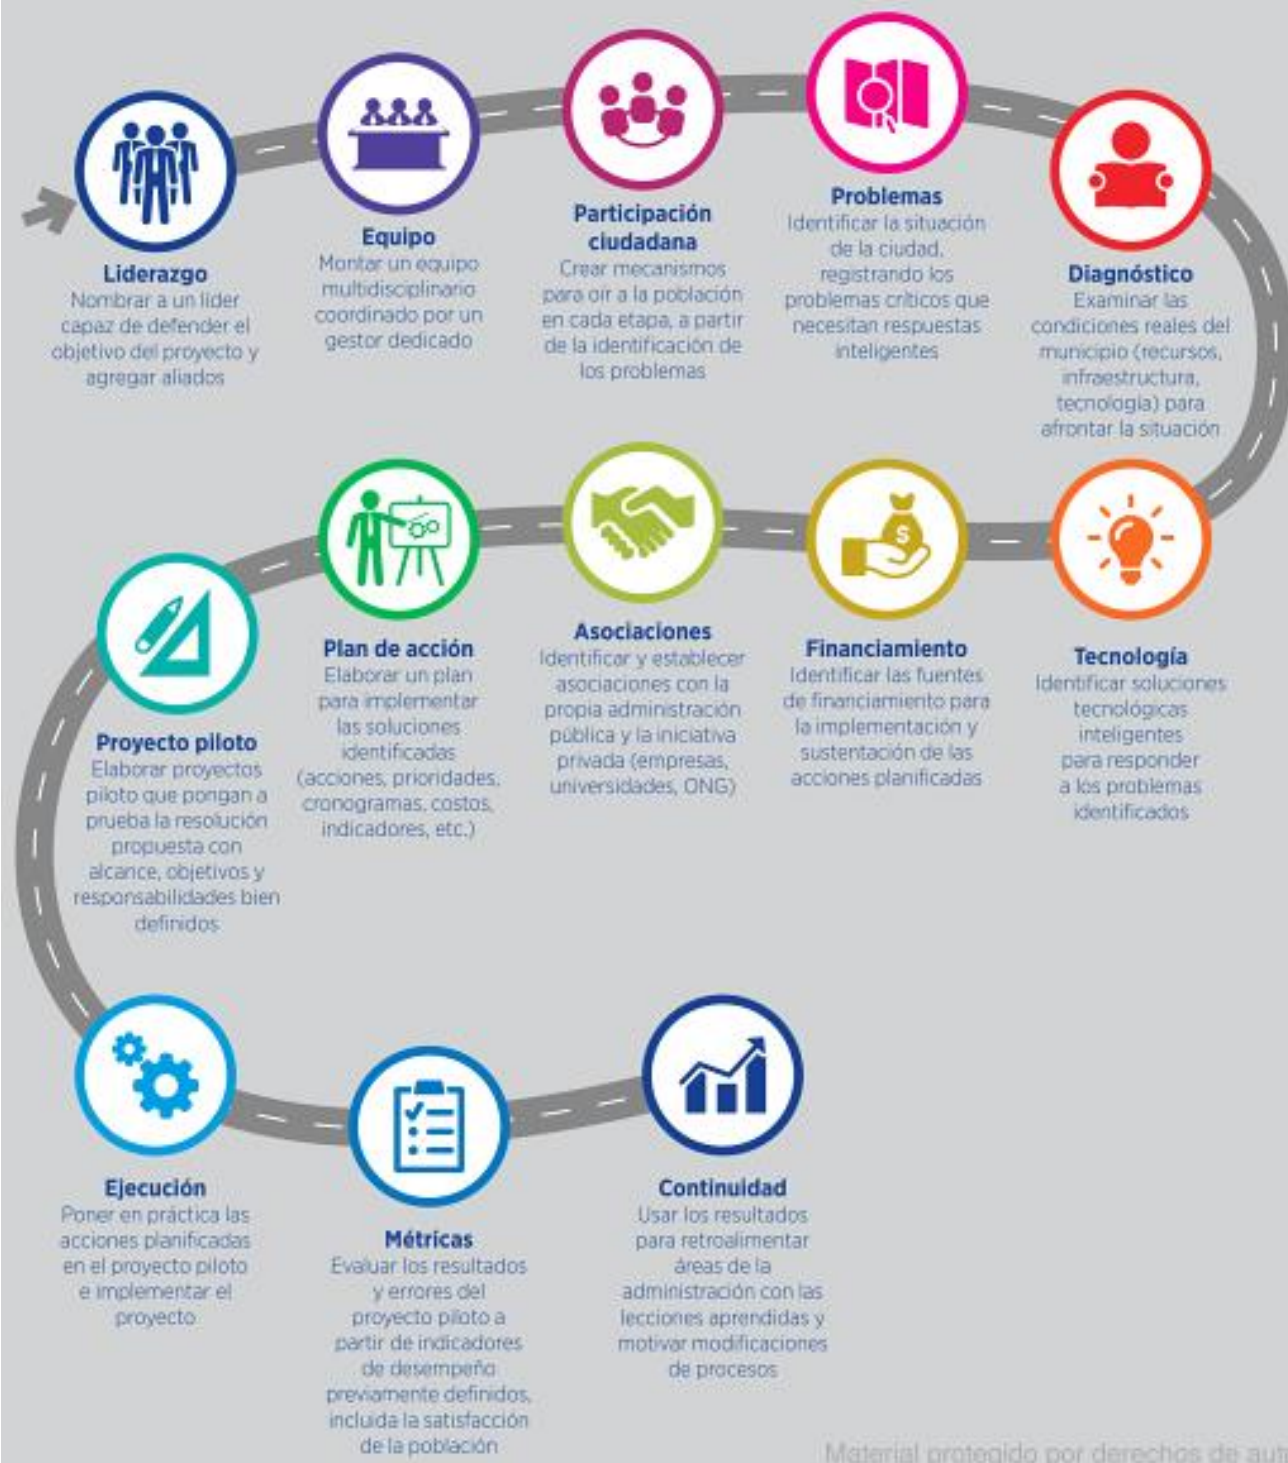 Liderazgo
Nombrar a un líder
capaz de defender el
objetivo del proyecto y
agregar aliados
Equipo
Montar un equipo
multidisciplinario
coordinado por un
gestor dedicado
Participación
ciudadana
Crear mecanismos
para oír a la población
en cada etapa, a partir
de la identificación de
los problemas
Problemas
Identificar la situación
de la ciudad,
registrando los
problemas críticos que
necesitan respuestas
inteligentes
Diagnóstico
Examinar las
condiciones reales del
municipio (recursos,
infraestructura,
tecnología) para
afrontar la situación
Tecnología
Identificar soluciones
tecnológicas
inteligentes
para responder
a los problemas
identificados
Financiamiento
Identificar las fuentes
de financiamiento para
la implementación y
sustentación de las
acciones planificadas
Asociaciones
Identificar y establecer
asociaciones con la
propia administración
pública y la iniciativa
privada (empresas,
universidades, ONG)
Plan de acción
Elaborar un plan
para implementar
las soluciones
identificadas
(acciones, prioridades,
cronogramas, costos,
indicadores, etc.)
Proyecto piloto
Elaborar proyectos
piloto que pongan a
prueba la resolución
propuesta con
alcance, objetivos y
responsabilidades bien
definidos
Ejecución
Poner en práctica las
acciones planificadas
en el proyecto piloto
e implementar el
proyecto
Métricas
Evaluar los resultados
y errores del
proyecto piloto a
partir de indicadores
de desempeño
previamente definidos,
incluida la satisfacción
de la población
Continuidad
Usar los resultados
para retroalimentar
áreas de la
administración con las
lecciones aprendidas y
motivar modificaciones
de procesos
$
Material protegido por derechos de aut